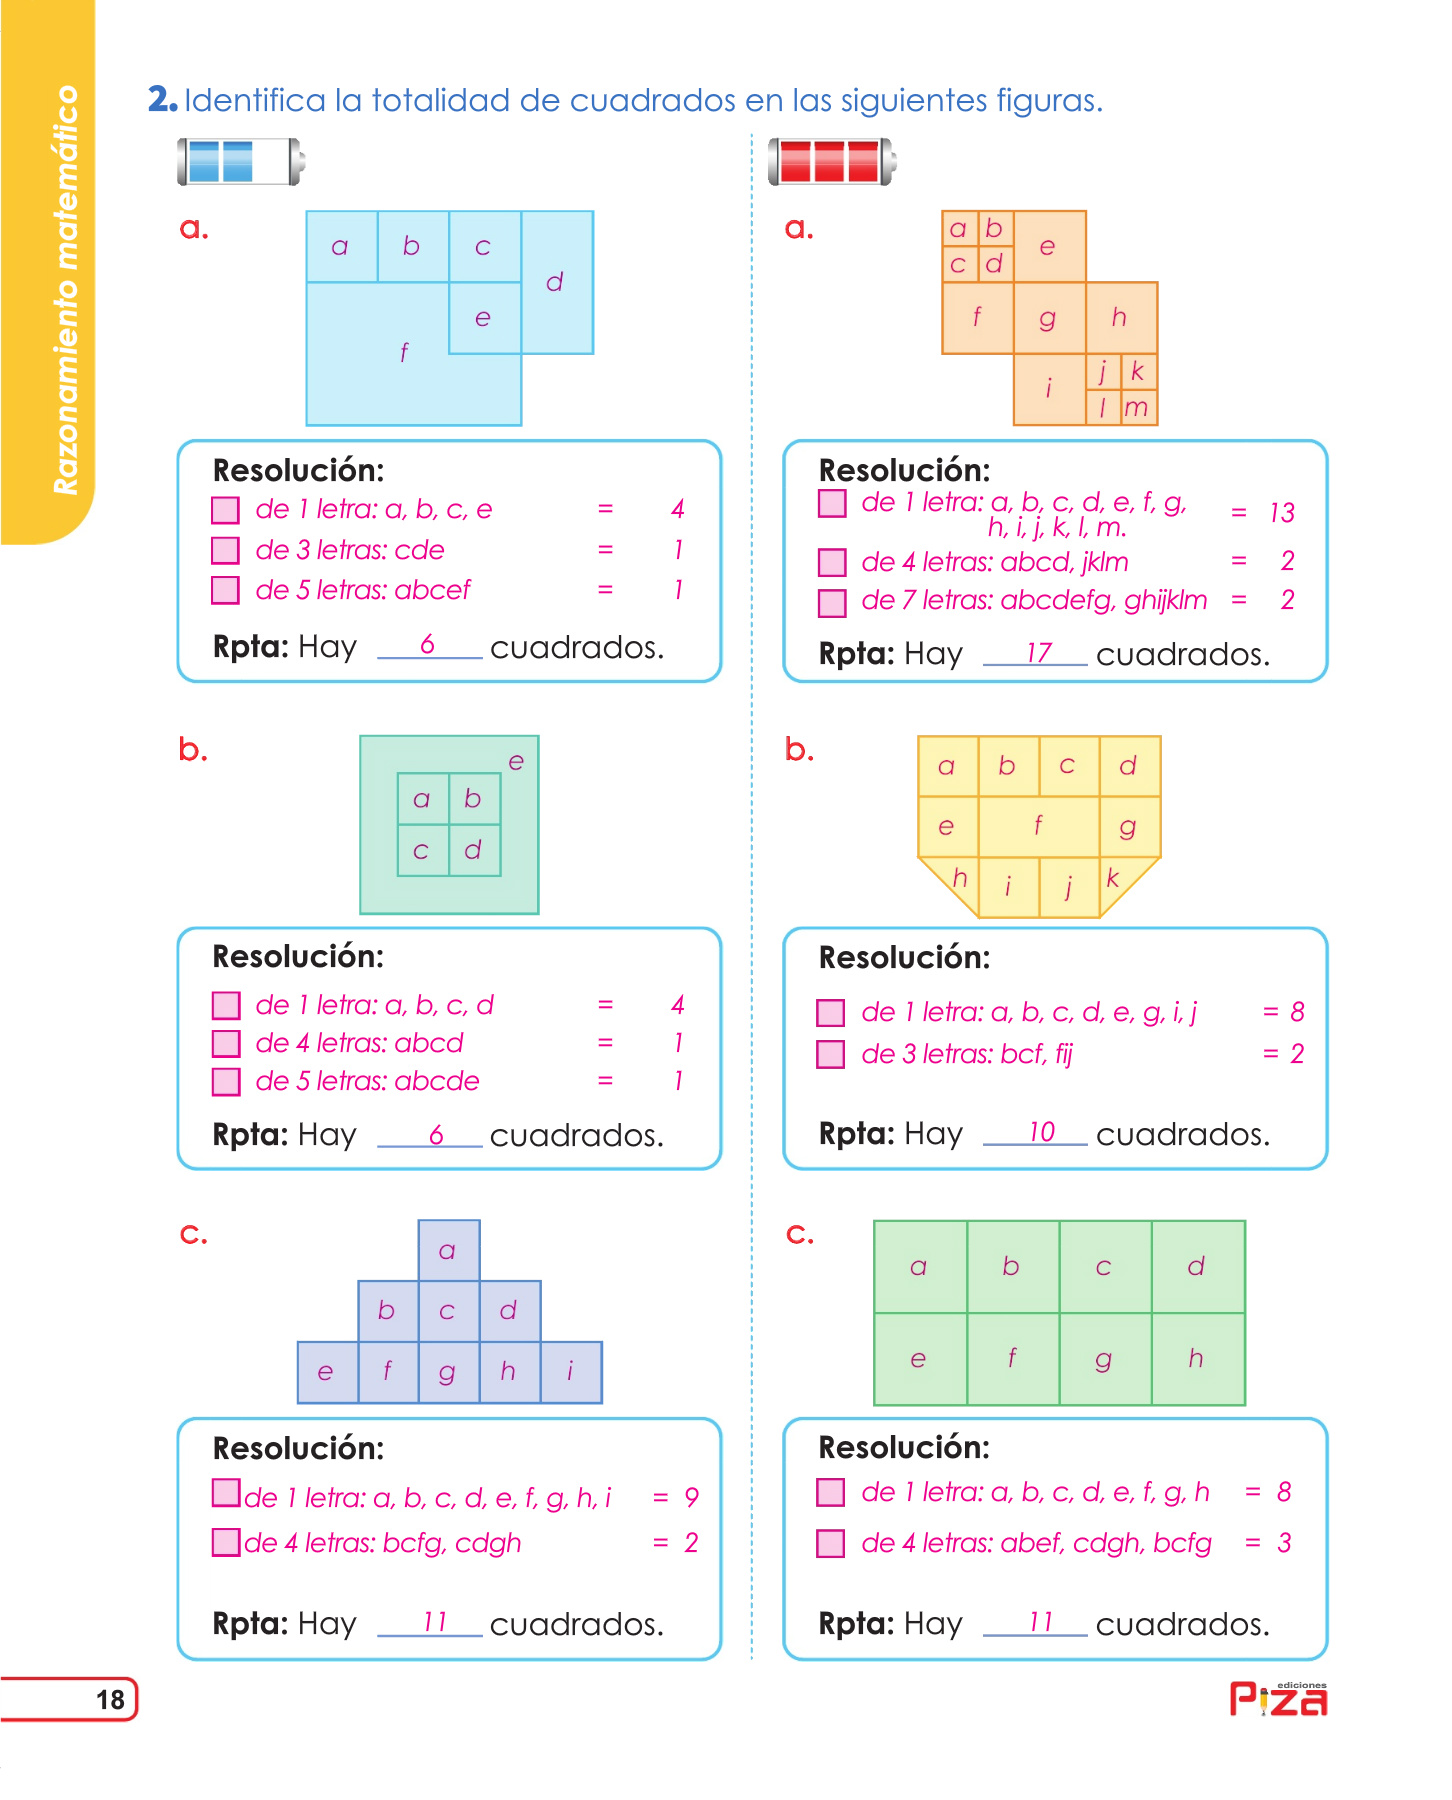 Razonamiento matemático
2. Identifica la totalidad de cuadrados en las siguientes figuras.
a.
a b c
d
e
f
Resolución:
de 1 letra: a, b, c, e = 4
de 3 letras: cde = 1
de 5 letras: abcef = 1
Rpta: Hay 6 cuadrados.
b.
e
a b
c d
Resolución:
de 1 letra: a, b, c, d = 4
de 4 letras: abcd = 1
de 5 letras: abcde = 1
Rpta: Hay 6 cuadrados.
c.
a
b c d
e f g h i
Resolución:
de 1 letra: a, b, c, d, e, f, g, h, i = 9
de 4 letras: bcfg, cdgh = 2
Rpta: Hay 11 cuadrados.
a.
a b
e
c d
f g h
j k
i
l m
Resolución:
de 1 letra: a, b, c, d, e, f, g,
h, i, j, k, l, m. = 13
de 4 letras: abcd, jklm = 2
de 7 letras: abcdefg, ghijklm = 2
Rpta: Hay 17 cuadrados.
b.
a b c d
e f g
h i j k
Resolución:
de 1 letra: a, b, c, d, e, g, i, j = 8
de 3 letras: bcf, fij = 2
Rpta: Hay 10 cuadrados.
c.
a b c d
e f g h
Resolución:
de 1 letra: a, b, c, d, e, f, g, h = 8
de 4 letras: abef, cdgh, bcfg = 3
Rpta: Hay 11 cuadrados.
18
ediciones
Piza